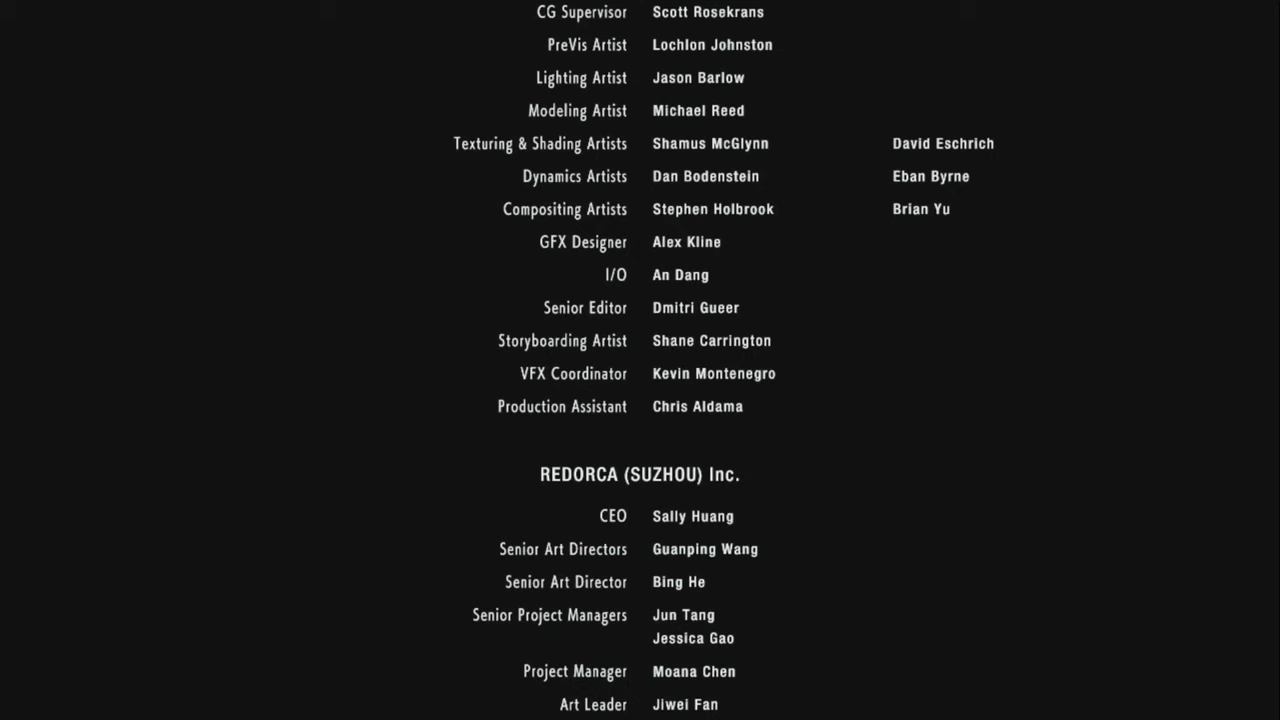 CG Supervisor Scott Rosekrans
PreVis Artist Lochlon Johnston
Lighting Artist Jason Barlow
Modeling Artist Michael Reed
Texturing & Shading Artists Shamus McGlynn David Eschrich
Dynamics Artists Dan Bodenstein Eban Byrne
Compositing Artists Stephen Holbrook Brian Yu
GFX Designer Alex Kline
I/O An Dang
Senior Editor Dmitri Gueer
Storyboarding Artist Shane Carrington
VFX Coordinator Kevin Montenegro
Production Assistant Chris Aldama
REDORCA (SUZHOU) Inc.
CEO Sally Huang
Senior Art Directors Guanping Wang
Senior Art Director Bing He
Senior Project Managers Jun Tang
Jessica Gao
Project Manager Moana Chen
Art Leader Jiwei Fan